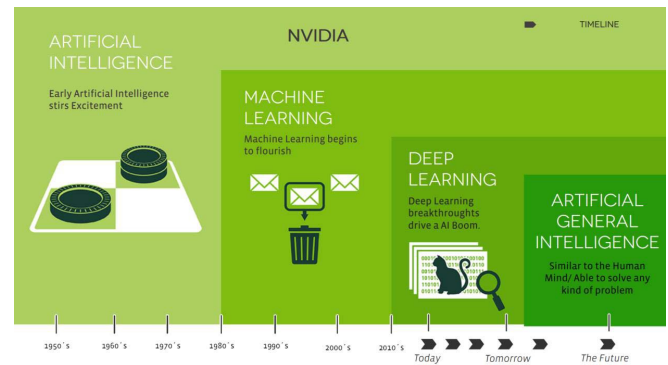 NVIDIA
TIMELINE
ARTIFICIAL
INTELLIGENCE
Early Artificial Intelligence
stirs Excitement
MACHINE
LEARNING
Machine Learning begins
to flourish
DEEP
LEARNING
Deep Learning
breakthroughts
drive a AI Boom.
ARTIFICIAL
GENERAL
INTELLIGENCE
Similar to the Human
Mind/ Able to solve any
kind of problem
1950´s
1960´s
1970´s
1980´s
1990´s
2000´s
2010´s
Today
Tomorrow
The Future